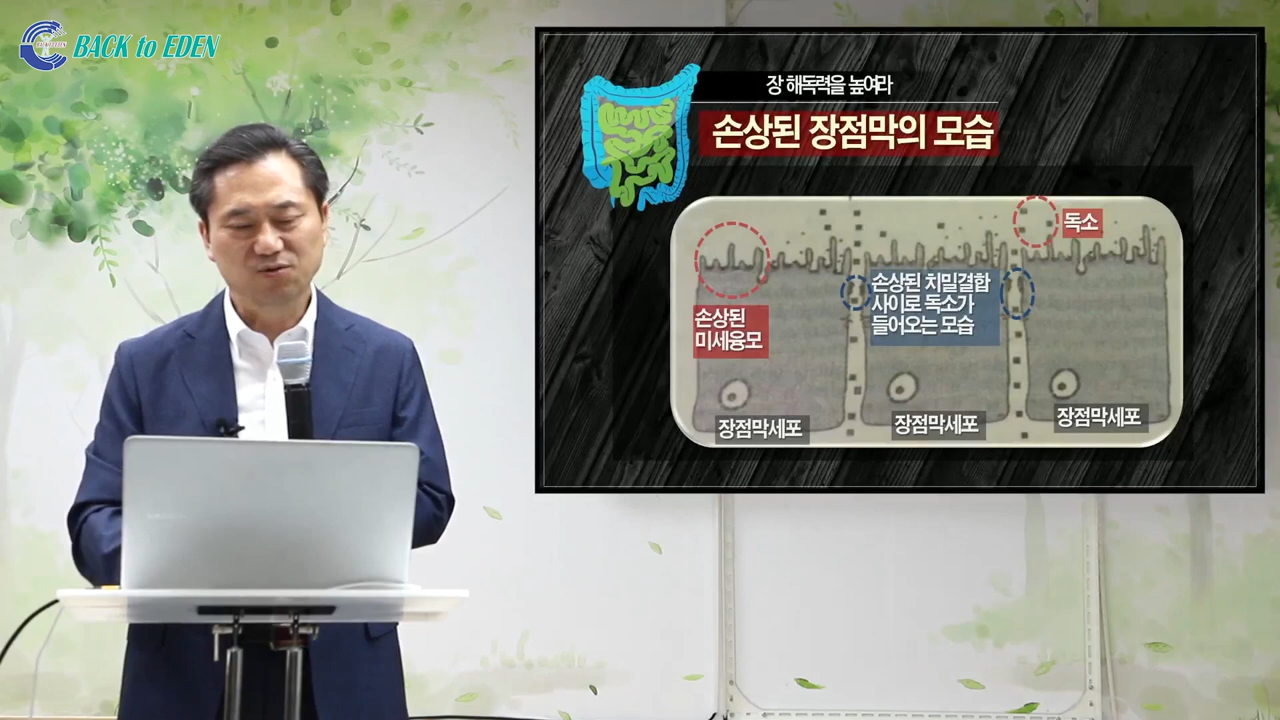 BACK to EDEN
장 해독력을 높여라
손상된 장점막의 모습
독소
손상된 치밀결합
사이로 독소가
들어오는 모습
손상된
미세융모
장점막세포
장점막세포
장점막세포